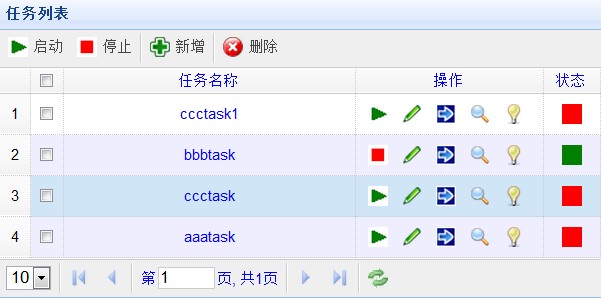 任务列表
启动 停止 新增 删除
任务名称 操作 状态
1 ccctask1
2 bbbtask
3 ccctask
4 aaatask
10 第 1 页, 共1页